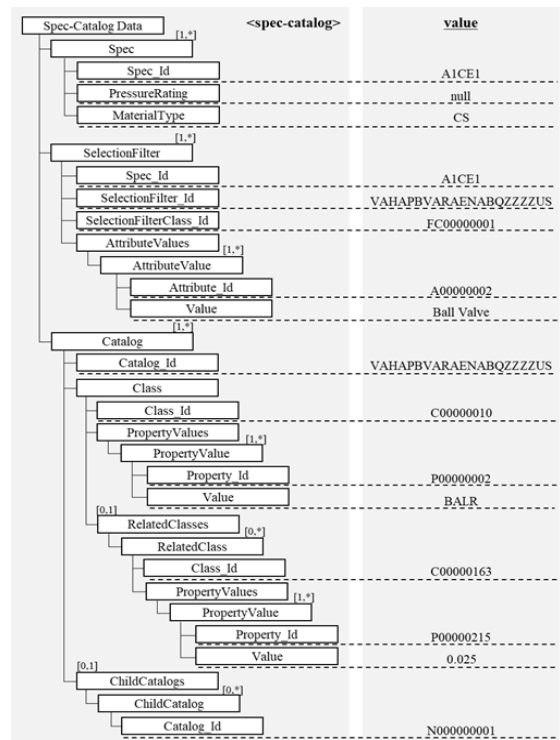 Spec-Catalog Data <spec-catalog> value
[1,*]
Spec
Spec_Id A1CE1
PressureRating null
MaterialType CS
[1,*]
SelectionFilter
Spec_Id A1CE1
SelectionFilter_Id VAHAPBVARAENABQZZZZUS
SelectionFilterClass_Id FC00000001
AttributeValues
[1,*]
AttributeValue
Attribute_Id A00000002
Value Ball Valve
[1,*]
Catalog
Catalog_Id VAHAPBVARAENABQZZZZUS
Class
Class_Id C00000010
PropertyValues
[1,*]
PropertyValue
Property_Id P00000002
Value BALR
[0,1]
RelatedClasses
[0,*]
RelatedClass
Class_Id C00000163
PropertyValues
[1,*]
PropertyValue
Property_Id P00000215
Value 0.025
[0,1]
ChildCatalogs
[0,*]
ChildCatalog
Catalog_Id N000000001